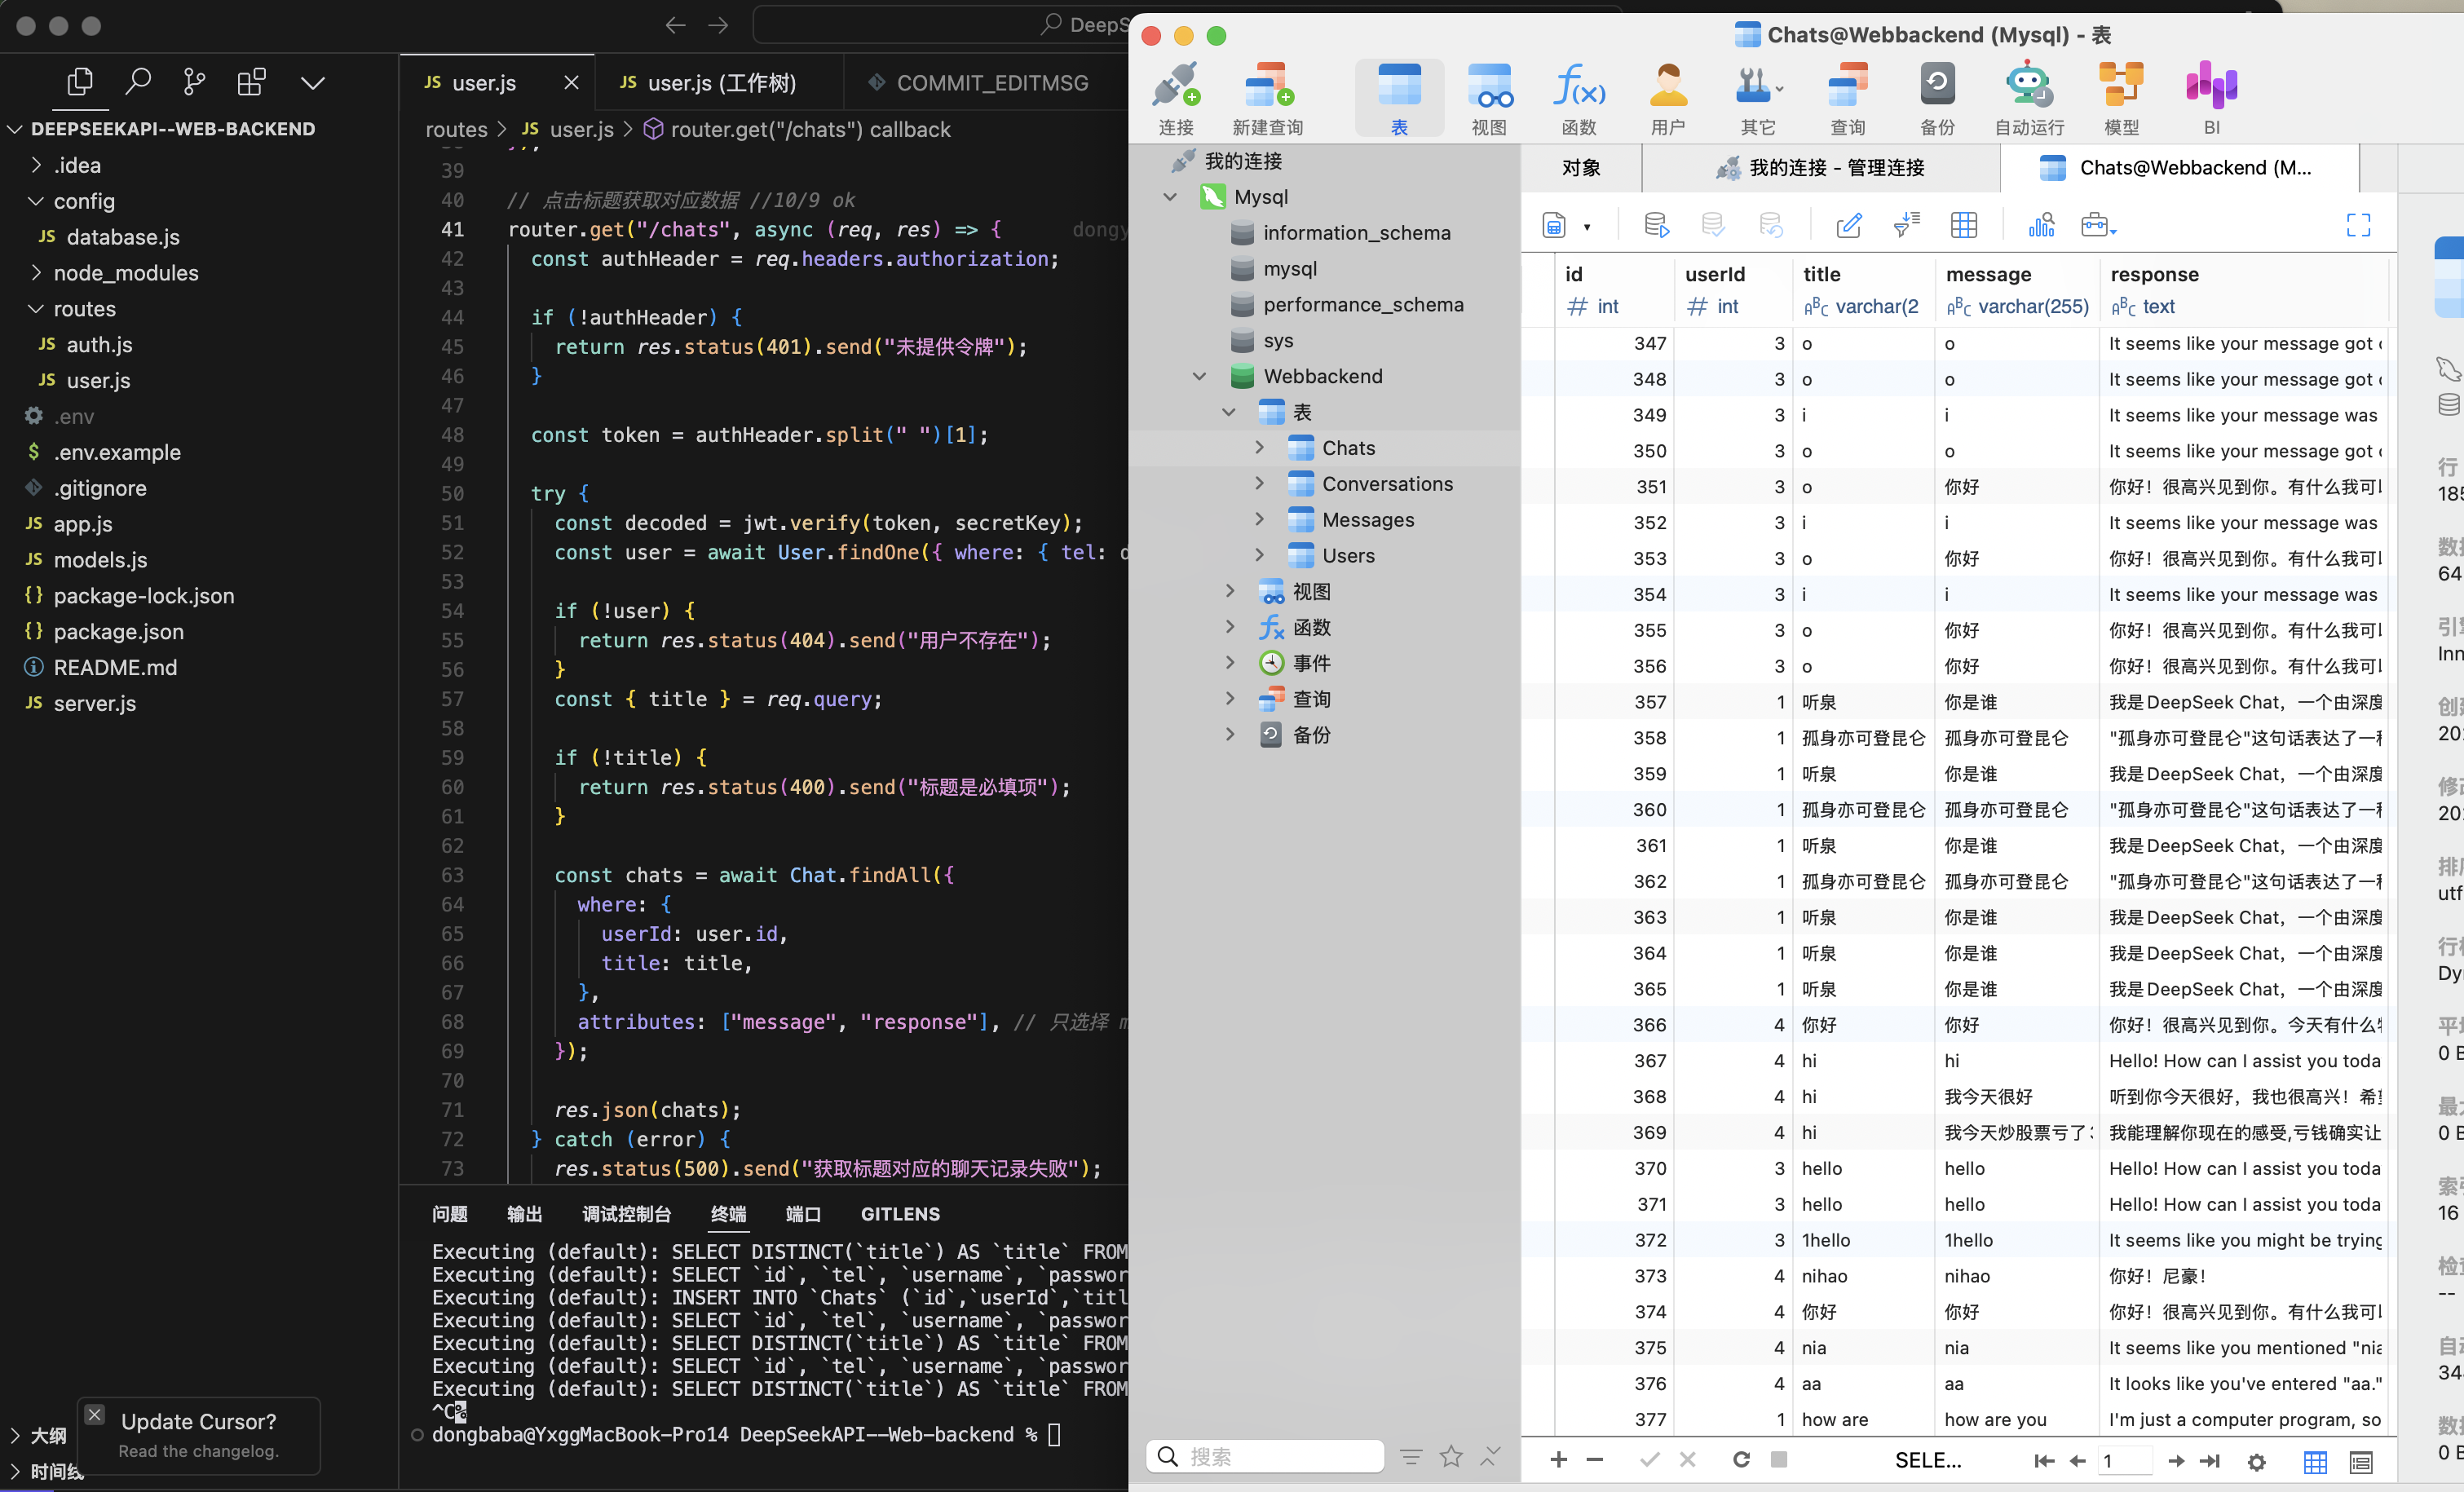 DeepS
DEEPSEEKAPI--WEB-BACKEND
.idea
config
JS database.js
node_modules
routes
JS auth.js
JS user.js
.env
$ .env.example
.gitignore
JS app.js
JS models.js
{} package-lock.json
{} package.json
README.md
JS server.js
大纲
时间线
Update Cursor?
Read the changelog.
JS user.js
JS user.js (工作树)
COMMIT_EDITMSG
routes > JS user.js > router.get("/chats") callback
39
40 // 点击标题获取对应数据 //10/9 ok
41 router.get("/chats", async (req, res) => { dongy
42 const authHeader = req.headers.authorization;
43
44 if (!authHeader) {
45 return res.status(401).send("未提供令牌");
46 }
47
48 const token = authHeader.split(" ")[1];
49
50 try {
51 const decoded = jwt.verify(token, secretKey);
52 const user = await User.findOne({ where: { tel: d
53
54 if (!user) {
55 return res.status(404).send("用户不存在");
56 }
57 const { title } = req.query;
58
59 if (!title) {
60 return res.status(400).send("标题是必填项");
61 }
62
63 const chats = await Chat.findAll({
64 where: {
65 userId: user.id,
66 title: title,
67 },
68 attributes: ["message", "response"], // 只选择 m
69 });
70
71 res.json(chats);
72 } catch (error) {
73 res.status(500).send("获取标题对应的聊天记录失败");
问题 输出 调试控制台 终端 端口 GITLENS
Executing (default): SELECT DISTINCT(`title`) AS `title` FROM
Executing (default): SELECT `id`, `tel`, `username`, `passwor
Executing (default): INSERT INTO `Chats` (`id`,`userId`,`titl
Executing (default): SELECT `id`, `tel`, `username`, `passwor
Executing (default): SELECT DISTINCT(`title`) AS `title` FROM
Executing (default): SELECT `id`, `tel`, `username`, `passwor
Executing (default): SELECT DISTINCT(`title`) AS `title` FROM
^C%
dongbaba@YxggMacBook-Pro14 DeepSeekAPI--Web-backend %
Chats@Webbackend (Mysql) - 表
连接 新建查询 表 视图 函数 用户 其它 查询 备份 自动运行 模型 BI
我的连接
Mysql
information_schema
mysql
performance_schema
sys
Webbackend
表
Chats
Conversations
Messages
Users
视图
函数
事件
查询
备份
搜索
对象 我的连接 - 管理连接 Chats@Webbackend (M...
id userId title message response
# int # int ABC varchar(2 ABC varchar(255) ABC text
347 3 o o It seems like your message got
348 3 o o It seems like your message got
349 3 i i It seems like your message was
350 3 o o It seems like your message got
351 3 o 你好 你好！很高兴见到你。有什么我可
352 3 i i It seems like your message was
353 3 o 你好 你好！很高兴见到你。有什么我可
354 3 i i It seems like your message was
355 3 o 你好 你好！很高兴见到你。有什么我可
356 3 o 你好 你好！很高兴见到你。有什么我可
357 1 听泉 你是谁 我是DeepSeek Chat，一个由深度
358 1 孤身亦可登昆仑 孤身亦可登昆仑 "孤身亦可登昆仑"这句话表达了一
359 1 听泉 你是谁 我是DeepSeek Chat，一个由深度
360 1 孤身亦可登昆仑 孤身亦可登昆仑 "孤身亦可登昆仑"这句话表达了一
361 1 听泉 你是谁 我是DeepSeek Chat，一个由深度
362 1 孤身亦可登昆仑 孤身亦可登昆仑 "孤身亦可登昆仑"这句话表达了一
363 1 听泉 你是谁 我是DeepSeek Chat，一个由深度
364 1 听泉 你是谁 我是DeepSeek Chat，一个由深度
365 1 听泉 你是谁 我是DeepSeek Chat，一个由深度
366 4 你好 你好 你好！很高兴见到你。今天有什么
367 4 hi hi Hello! How can I assist you toda
368 4 hi 我今天很好 听到你今天很好，我也很高兴！希
369 4 hi 我今天炒股票亏了 我能理解你现在的感受,亏钱确实让
370 3 hello hello Hello! How can I assist you toda
371 3 hello hello Hello! How can I assist you toda
372 3 1hello 1hello It seems like you might be trying
373 4 nihao nihao 你好！尼豪！
374 4 你好 你好 你好！很高兴见到你。有什么我可
375 4 nia nia It seems like you mentioned "nia
376 4 aa aa It looks like you've entered "aa."
377 1 how are how are you I'm just a computer program, so
SELE... 1
行
185
数据
64
引擎
Inn
创建
20
修改
20
排序
utf
行格
Dy
平均
0 B
最大
0 B
索引
16
检查
--
自动
34
数据
0 B